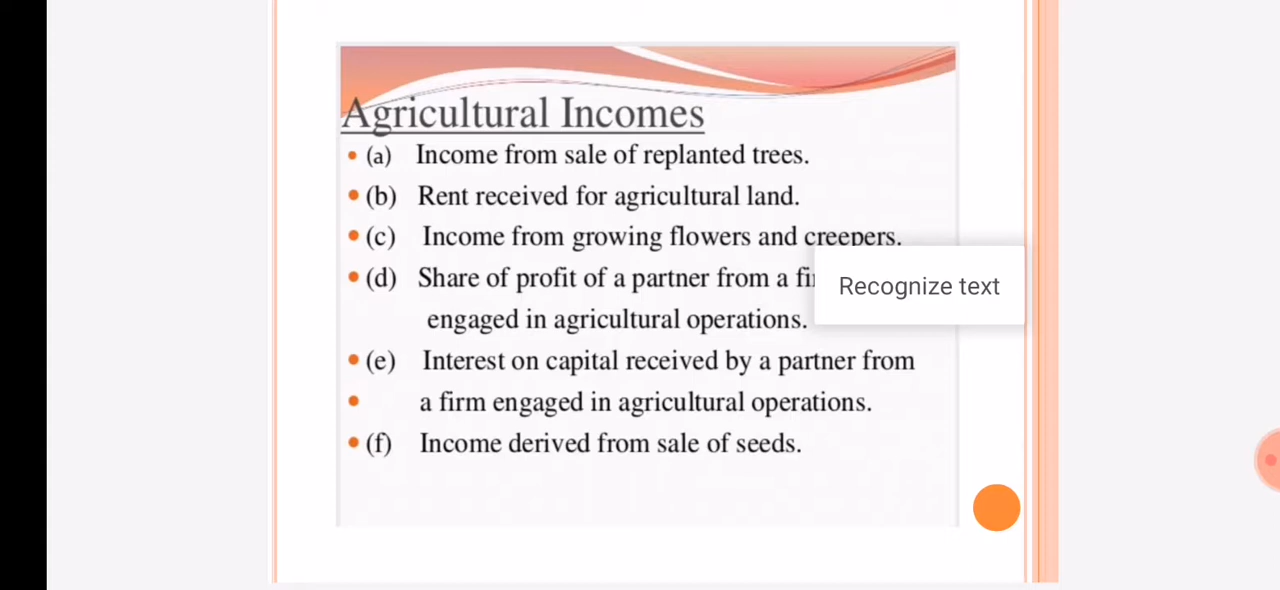 Agricultural Incomes
• (a) Income from sale of replanted trees.
• (b) Rent received for agricultural land.
• (c) Income from growing flowers and creepers.
• (d) Share of profit of a partner from a
engaged in agricultural operations.
• (e) Interest on capital received by a partner from
• a firm engaged in agricultural operations.
• (f) Income derived from sale of seeds.
Recognize text